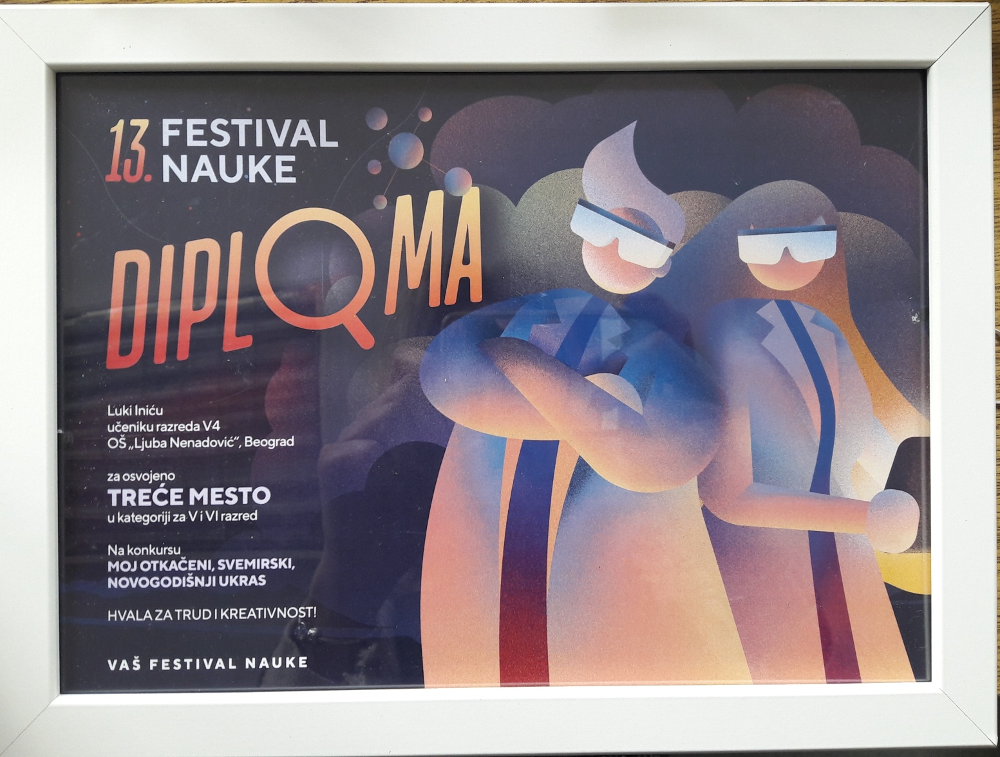 13. FESTIVAL
NAUKE
DIPLOMA
Luki Iniću
učeniku razreda V4
OŠ „Ljuba Nenadović“, Beograd
za osvojeno
TREĆE MESTO
u kategoriji za V i VI razred
Na konkursu
MOJ OTKAČENI, SVEMIRSKI,
NOVOGODIŠNJI UKRAS
HVALA ZA TRUD I KREATIVNOST!
VAŠ FESTIVAL NAUKE